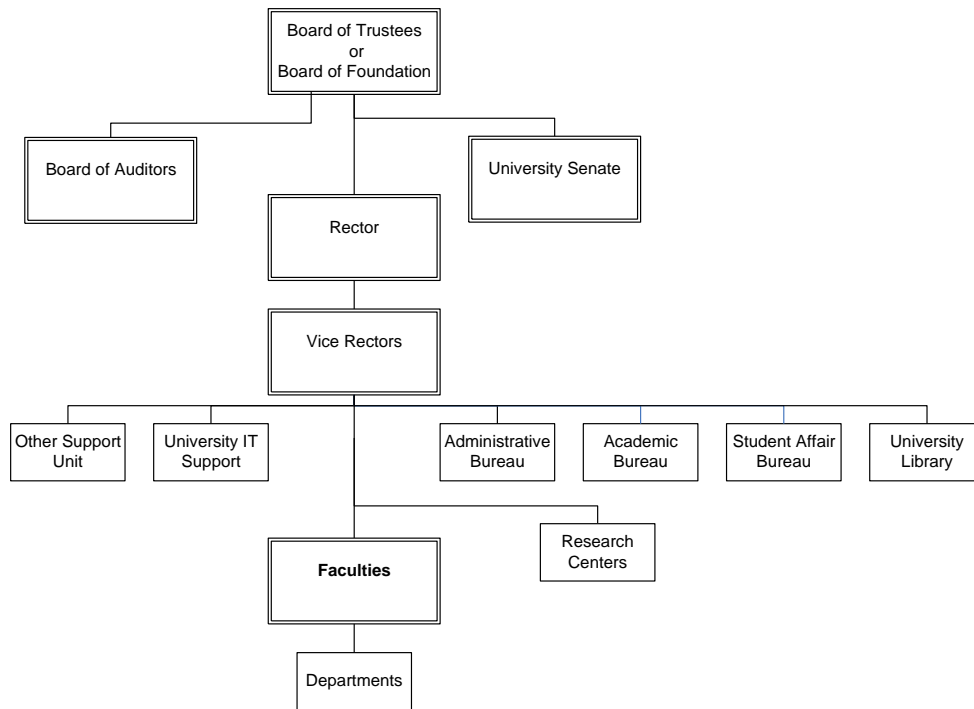 Board of Trustees
or
Board of Foundation
Board of Auditors
University Senate
Rector
Vice Rectors
Other Support
Unit
University IT
Support
Administrative
Bureau
Academic
Bureau
Student Affair
Bureau
University
Library
Research
Centers
Faculties
Departments